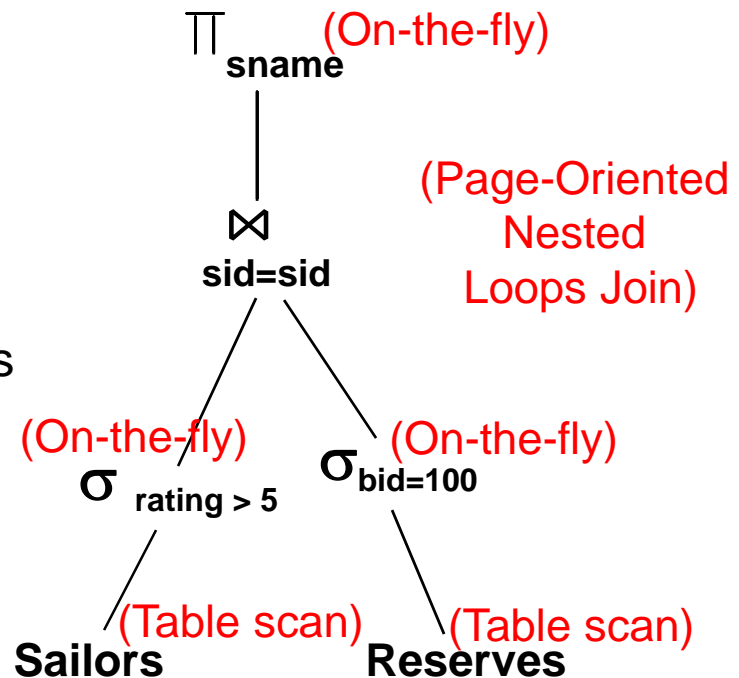 ∏ sname (On-the-fly)
(Page-Oriented
Nested
Loops Join)
⋈
sid=sid
s
(On-the-fly) (On-the-fly)
σ rating > 5 σ bid=100
(Table scan) (Table scan)
Sailors Reserves